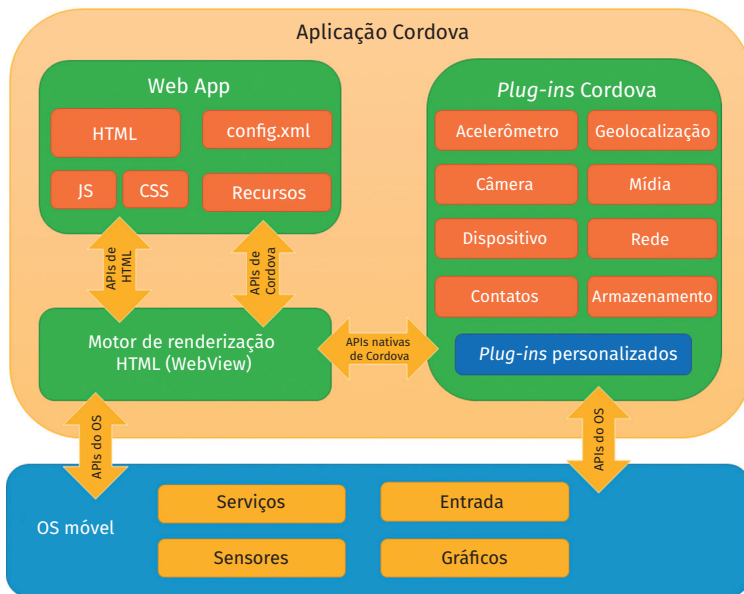 Aplicação Cordova
Web App
HTML
config.xml
JS
CSS
Recursos
APIs de
HTML
APIs de
Cordova
Motor de renderização
HTML (WebView)
APIs nativas
de Cordova
Plug-ins Cordova
Acelerômetro
Geolocalização
Câmera
Mídia
Dispositivo
Rede
Contatos
Armazenamento
Plug-ins personalizados
APIs do OS
APIs do OS
OS móvel
Serviços
Entrada
Sensores
Gráficos